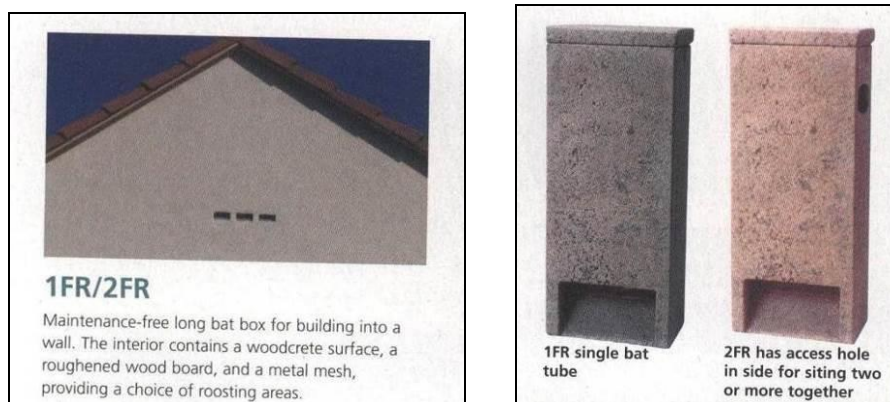 1FR/2FR
Maintenance-free long bat box for building into a
wall. The interior contains a woodcrete surface, a
roughened wood board, and a metal mesh,
providing a choice of roosting areas.
1FR single bat
tube
2FR has access hole
in side for siting two
or more together